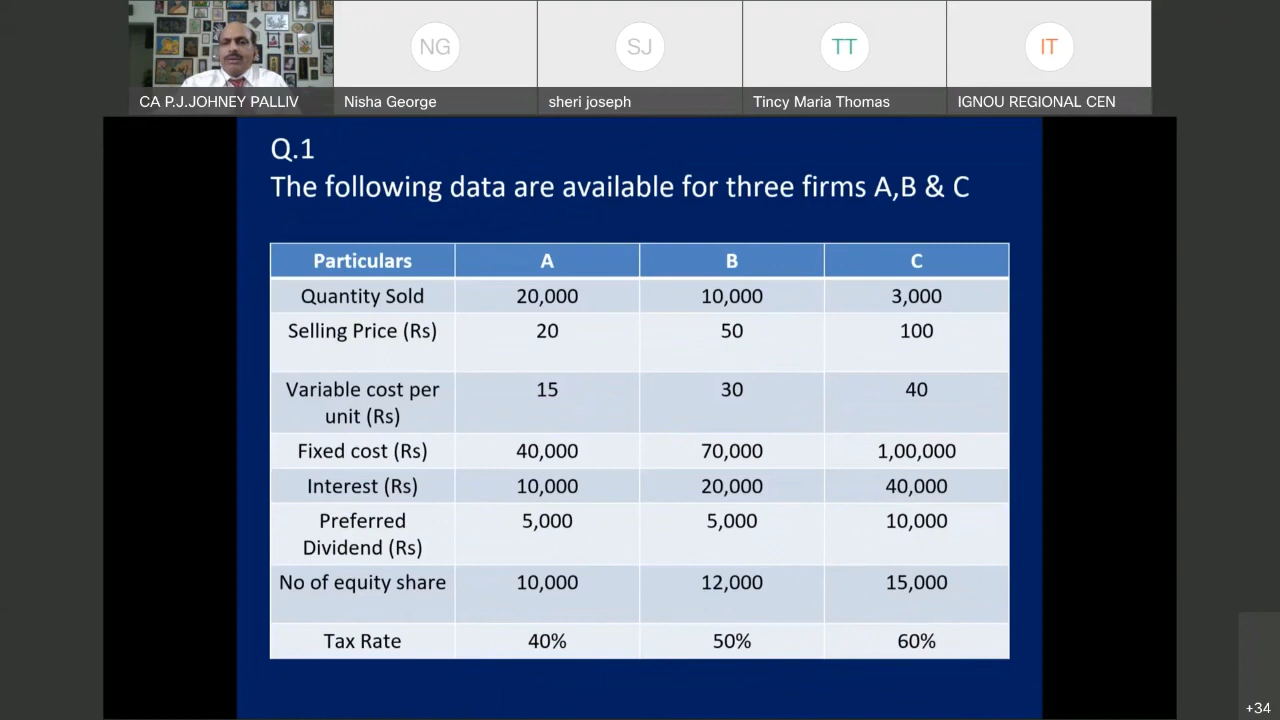 NG
SJ
TT
IT
CA P.J.JOHNEY PALLIV
Nisha George
sheri joseph
Tincy Maria Thomas
IGNOU REGIONAL CEN
Q.1
The following data are available for three firms A,B & C
Particulars A B C
Quantity Sold 20,000 10,000 3,000
Selling Price (Rs) 20 50 100
Variable cost per 15 30 40
unit (Rs)
Fixed cost (Rs) 40,000 70,000 1,00,000
Interest (Rs) 10,000 20,000 40,000
Preferred 5,000 5,000 10,000
Dividend (Rs)
No of equity share 10,000 12,000 15,000
Tax Rate 40% 50% 60%
+34